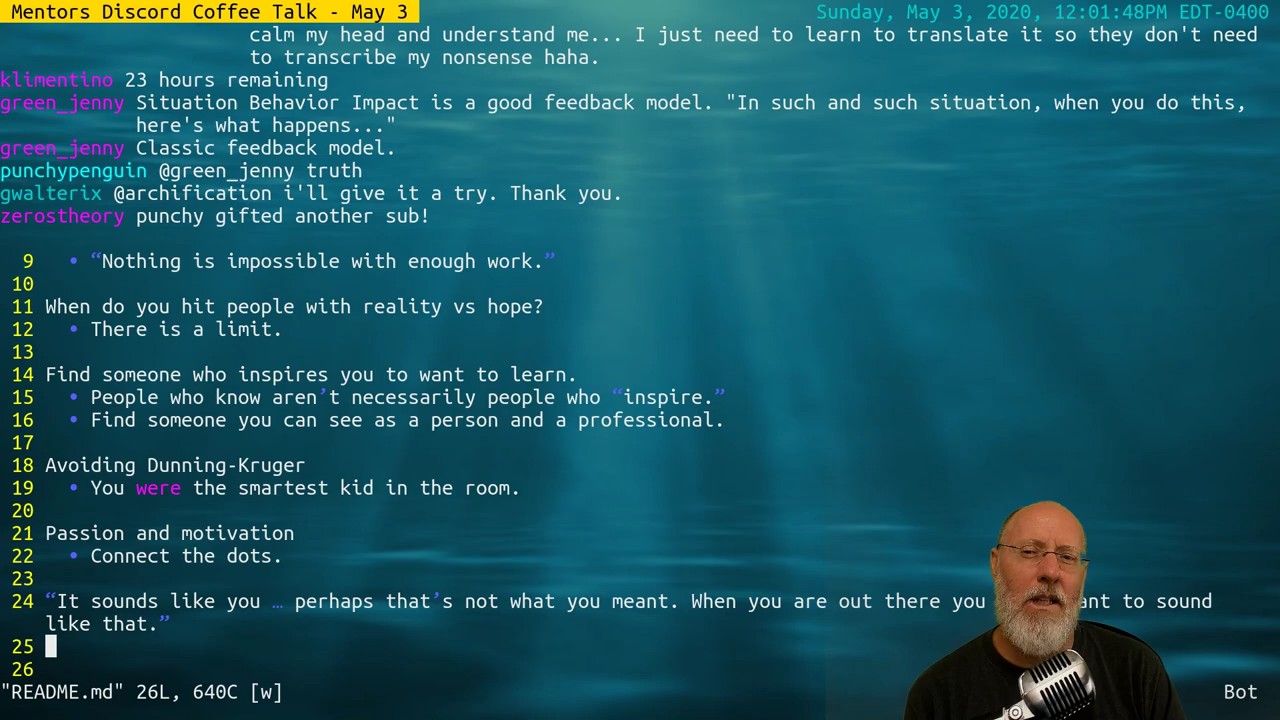 Mentors Discord Coffee Talk - May 3
Sunday, May 3, 2020, 12:01:48PM EDT-0400
calm my head and understand me... I just need to learn to translate it so they don't need
to transcribe my nonsense haha.
klimentino 23 hours remaining
green_jenny Situation Behavior Impact is a good feedback model. "In such and such situation, when you do this,
here's what happens..."
green_jenny Classic feedback model.
punchypenguin @green_jenny truth
gwalterix @archification i'll give it a try. Thank you.
zerostheory punchy gifted another sub!
9 • “Nothing is impossible with enough work.”
10
11 When do you hit people with reality vs hope?
12 • There is a limit.
13
14 Find someone who inspires you to want to learn.
15 • People who know aren’t necessarily people who “inspire.”
16 • Find someone you can see as a person and a professional.
17
18 Avoiding Dunning-Kruger
19 • You were the smartest kid in the room.
20
21 Passion and motivation
22 • Connect the dots.
23
24 “It sounds like you … perhaps that’s not what you meant. When you are out there you ant to sound
like that.”
25
26
"README.md" 26L, 640C [w]
Bot